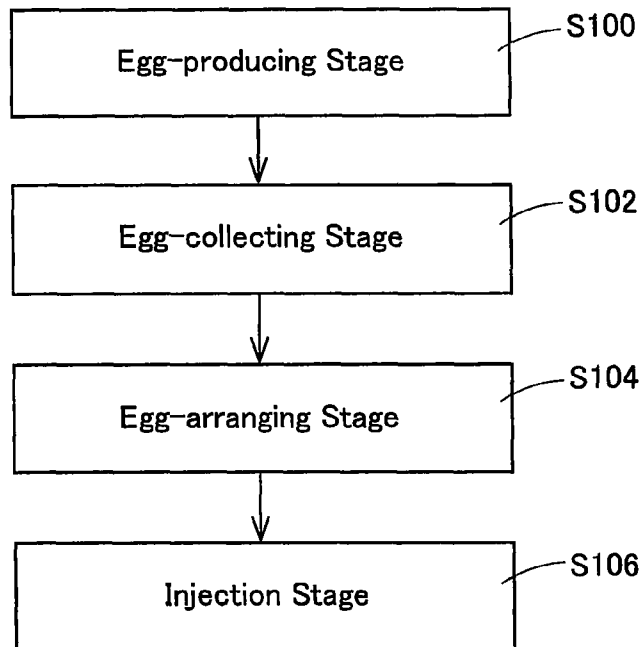 S100
Egg-producing Stage
S102
Egg-collecting Stage
S104
Egg-arranging Stage
S106
Injection Stage